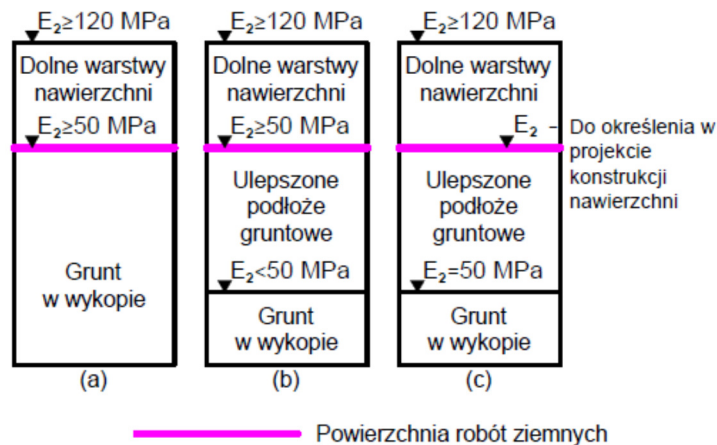 E₂≥120 MPa
Dolne warstwy
nawierzchni
E₂≥50 MPa
Grunt
w wykopie
(a)
E₂≥120 MPa
Dolne warstwy
nawierzchni
E₂≥50 MPa
Ulepszone
podłoże
gruntowe
E₂<50 MPa
Grunt
w wykopie
(b)
E₂≥120 MPa
Dolne warstwy
nawierzchni
E₂ - Do określenia w
projekcie
konstrukcji
nawierzchni
Ulepszone
podłoże
gruntowe
E₂=50 MPa
Grunt
w wykopie
(c)
Powierzchnia robót ziemnych